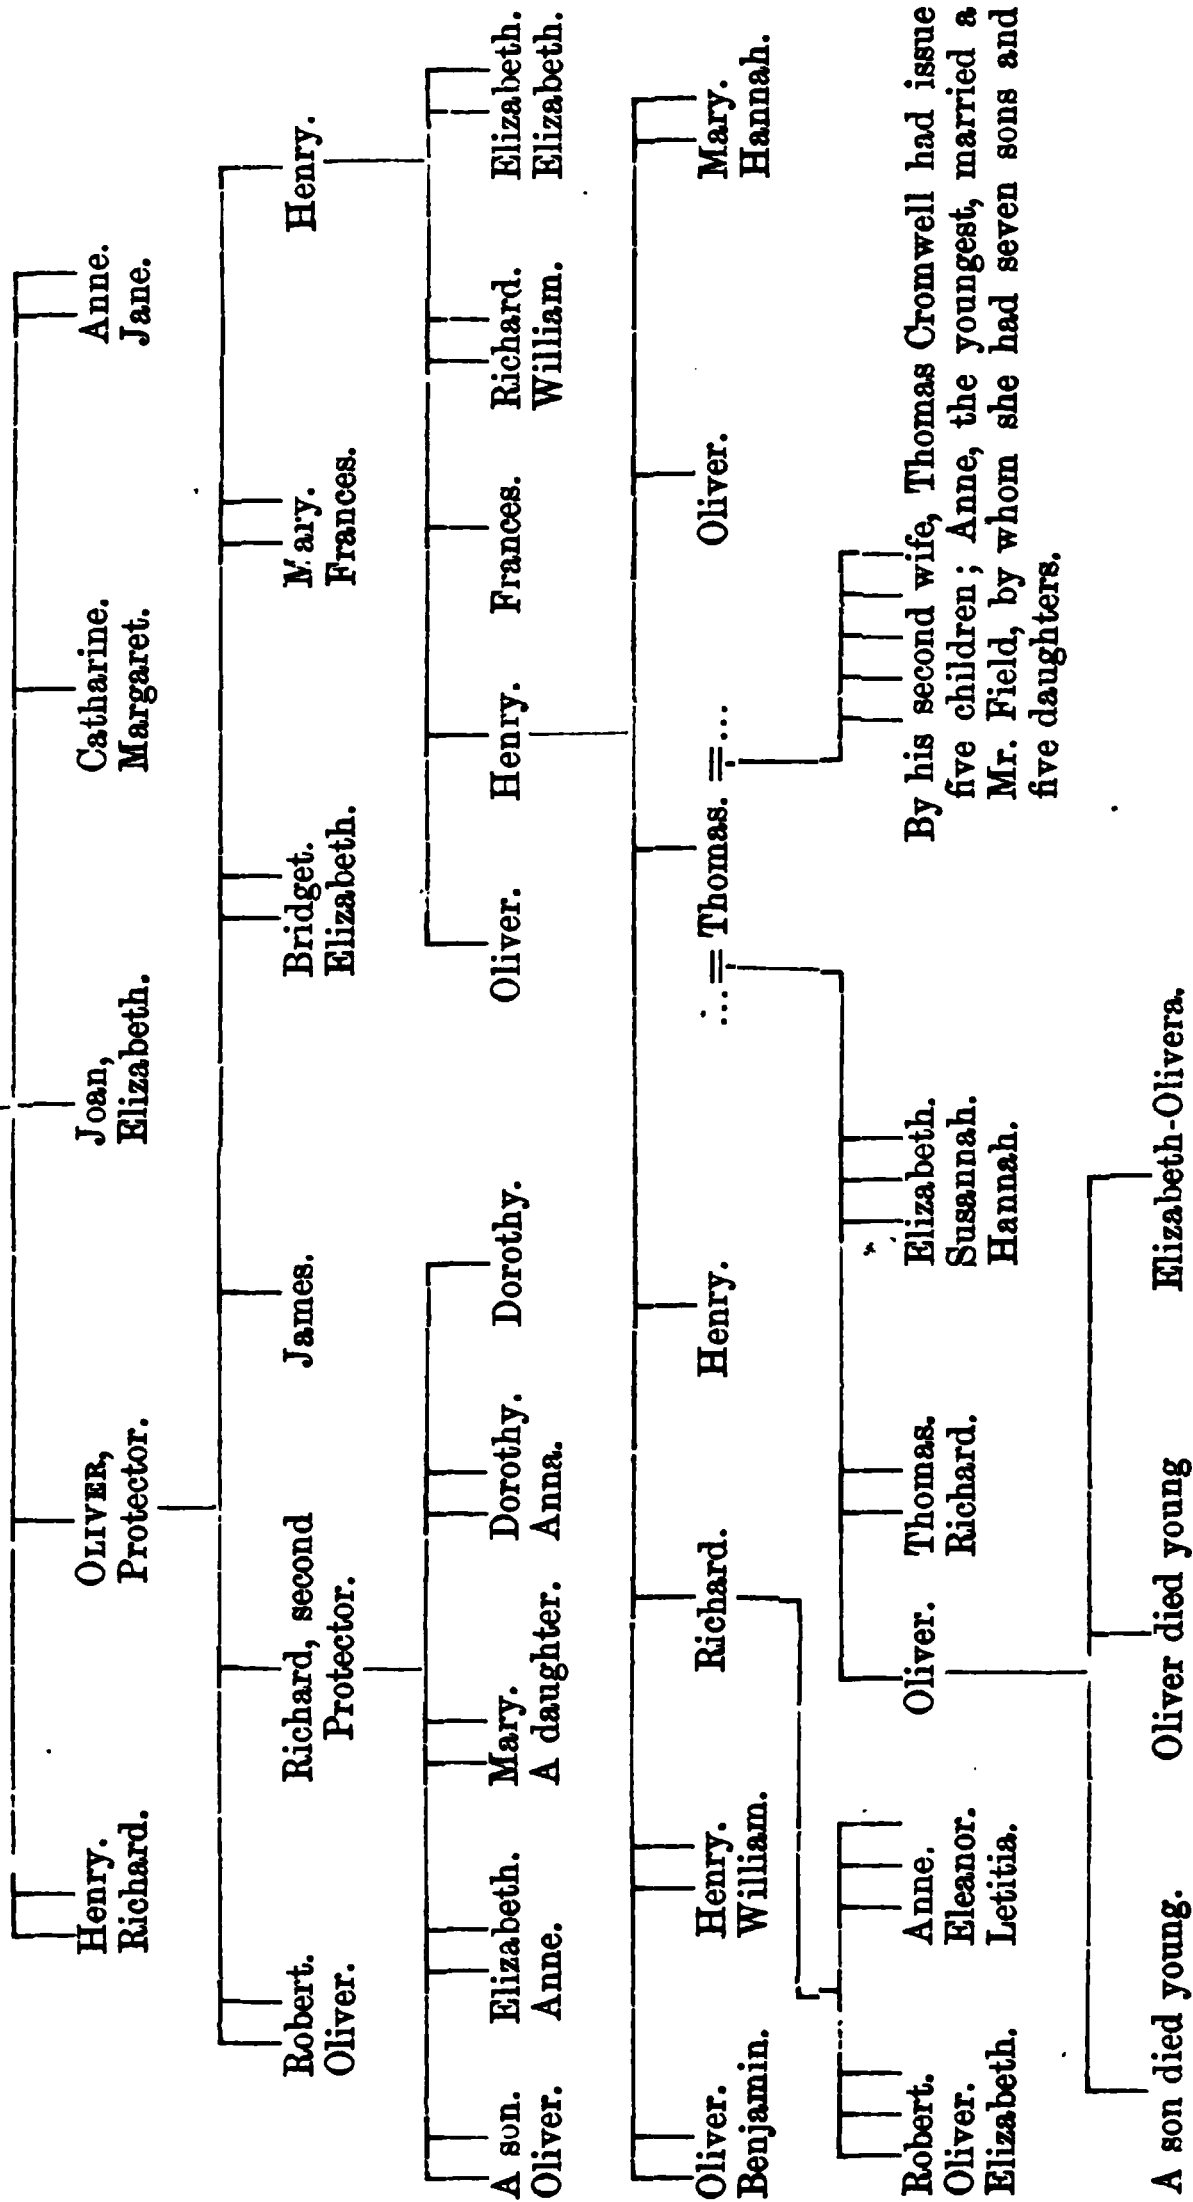 Henry.
Richard.
OLIVER,
Protector.
Joan,
Elizabeth.
Catharine.
Margaret.
Anne.
Jane.
Robert.
Oliver.
Richard, second
Protector.
James.
Bridget.
Elizabeth.
Mary.
Frances.
Henry.
A son.
Oliver.
Elizabeth.
Anne.
Mary.
A daughter.
Dorothy.
Anna.
Dorothy.
Oliver.
Henry.
Frances.
Richard.
William.
Elizabeth.
Elizabeth.
Oliver.
Benjamin.
Henry.
William.
Richard.
Henry.
...=Thomas. =...
Oliver.
Mary.
Hannah.
Robert.
Oliver.
Elizabeth.
Anne.
Eleanor.
Letitia.
Oliver.
Thomas.
Richard.
Elizabeth.
Susannah.
Hannah.
By his second wife, Thomas Cromwell had issue
five children; Anne, the youngest, married a
Mr. Field, by whom she had seven sons and
five daughters.
A son died young.
Oliver died young
Elizabeth-Olivera.